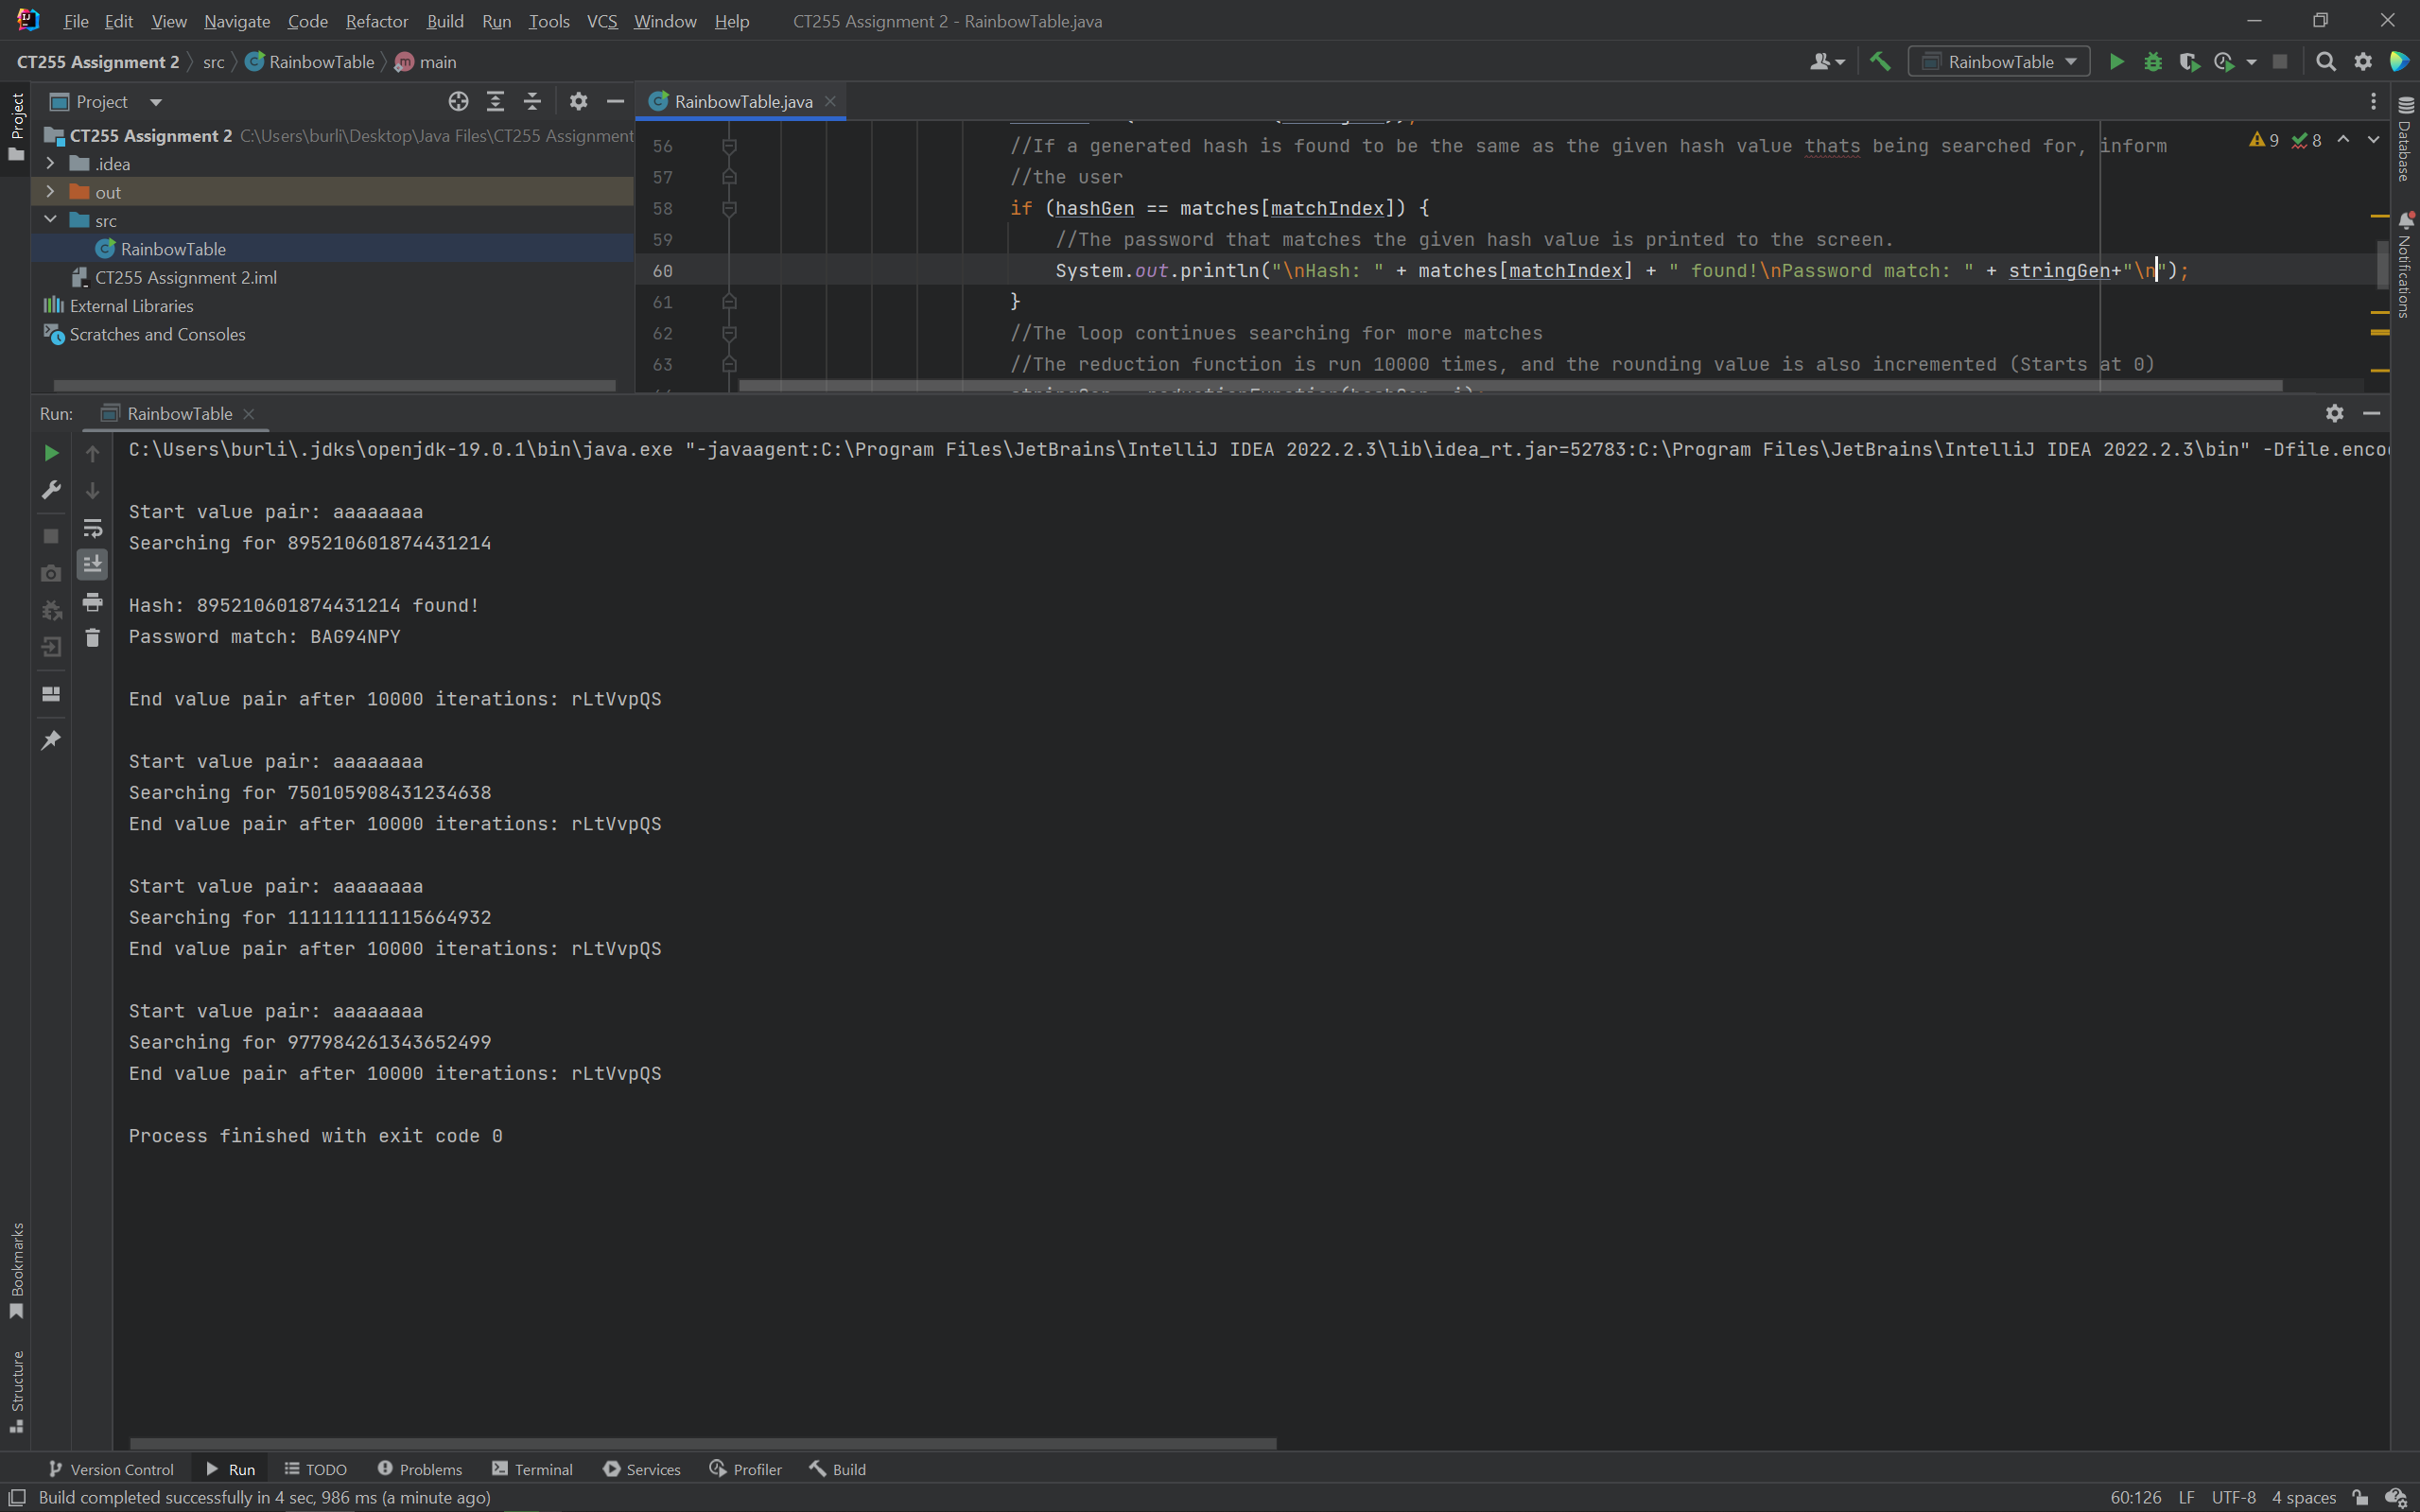 File Edit View Navigate Code Refactor Build Run Tools VCS Window Help CT255 Assignment 2 - RainbowTable.java
CT255 Assignment 2 src RainbowTable main
RainbowTable
Project
Project
RainbowTable.java
CT255 Assignment 2 C:\Users\burli\Desktop\Java Files\CT255 Assignment
.idea
out
src
RainbowTable
CT255 Assignment 2.iml
External Libraries
Scratches and Consoles
9 8
56 //If a generated hash is found to be the same as the given hash value thats being searched for, inform
57 //the user
58 if (hashGen == matches[matchIndex]) {
59 //The password that matches the given hash value is printed to the screen.
60 System.out.println("\nHash: " + matches[matchIndex] + " found!\nPassword match: " + stringGen+"\n");
61 }
62 //The loop continues searching for more matches
63 //The reduction function is run 10000 times, and the rounding value is also incremented (Starts at 0)
Database
Notifications
Run: RainbowTable
C:\Users\burli\.jdks\openjdk-19.0.1\bin\java.exe "-javaagent:C:\Program Files\JetBrains\IntelliJ IDEA 2022.2.3\lib\idea_rt.jar=52783:C:\Program Files\JetBrains\IntelliJ IDEA 2022.2.3\bin" -Dfile.enco
Start value pair: aaaaaaaa
Searching for 895210601874431214
Hash: 895210601874431214 found!
Password match: BAG94NPY
End value pair after 10000 iterations: rLtVvpQS
Start value pair: aaaaaaaa
Searching for 750105908431234638
End value pair after 10000 iterations: rLtVvpQS
Start value pair: aaaaaaaa
Searching for 111111111115664932
End value pair after 10000 iterations: rLtVvpQS
Start value pair: aaaaaaaa
Searching for 977984261343652499
End value pair after 10000 iterations: rLtVvpQS
Process finished with exit code 0
Bookmarks
Structure
Version Control Run TODO Problems Terminal Services Profiler Build
Build completed successfully in 4 sec, 986 ms (a minute ago)
60:126 LF UTF-8 4 spaces